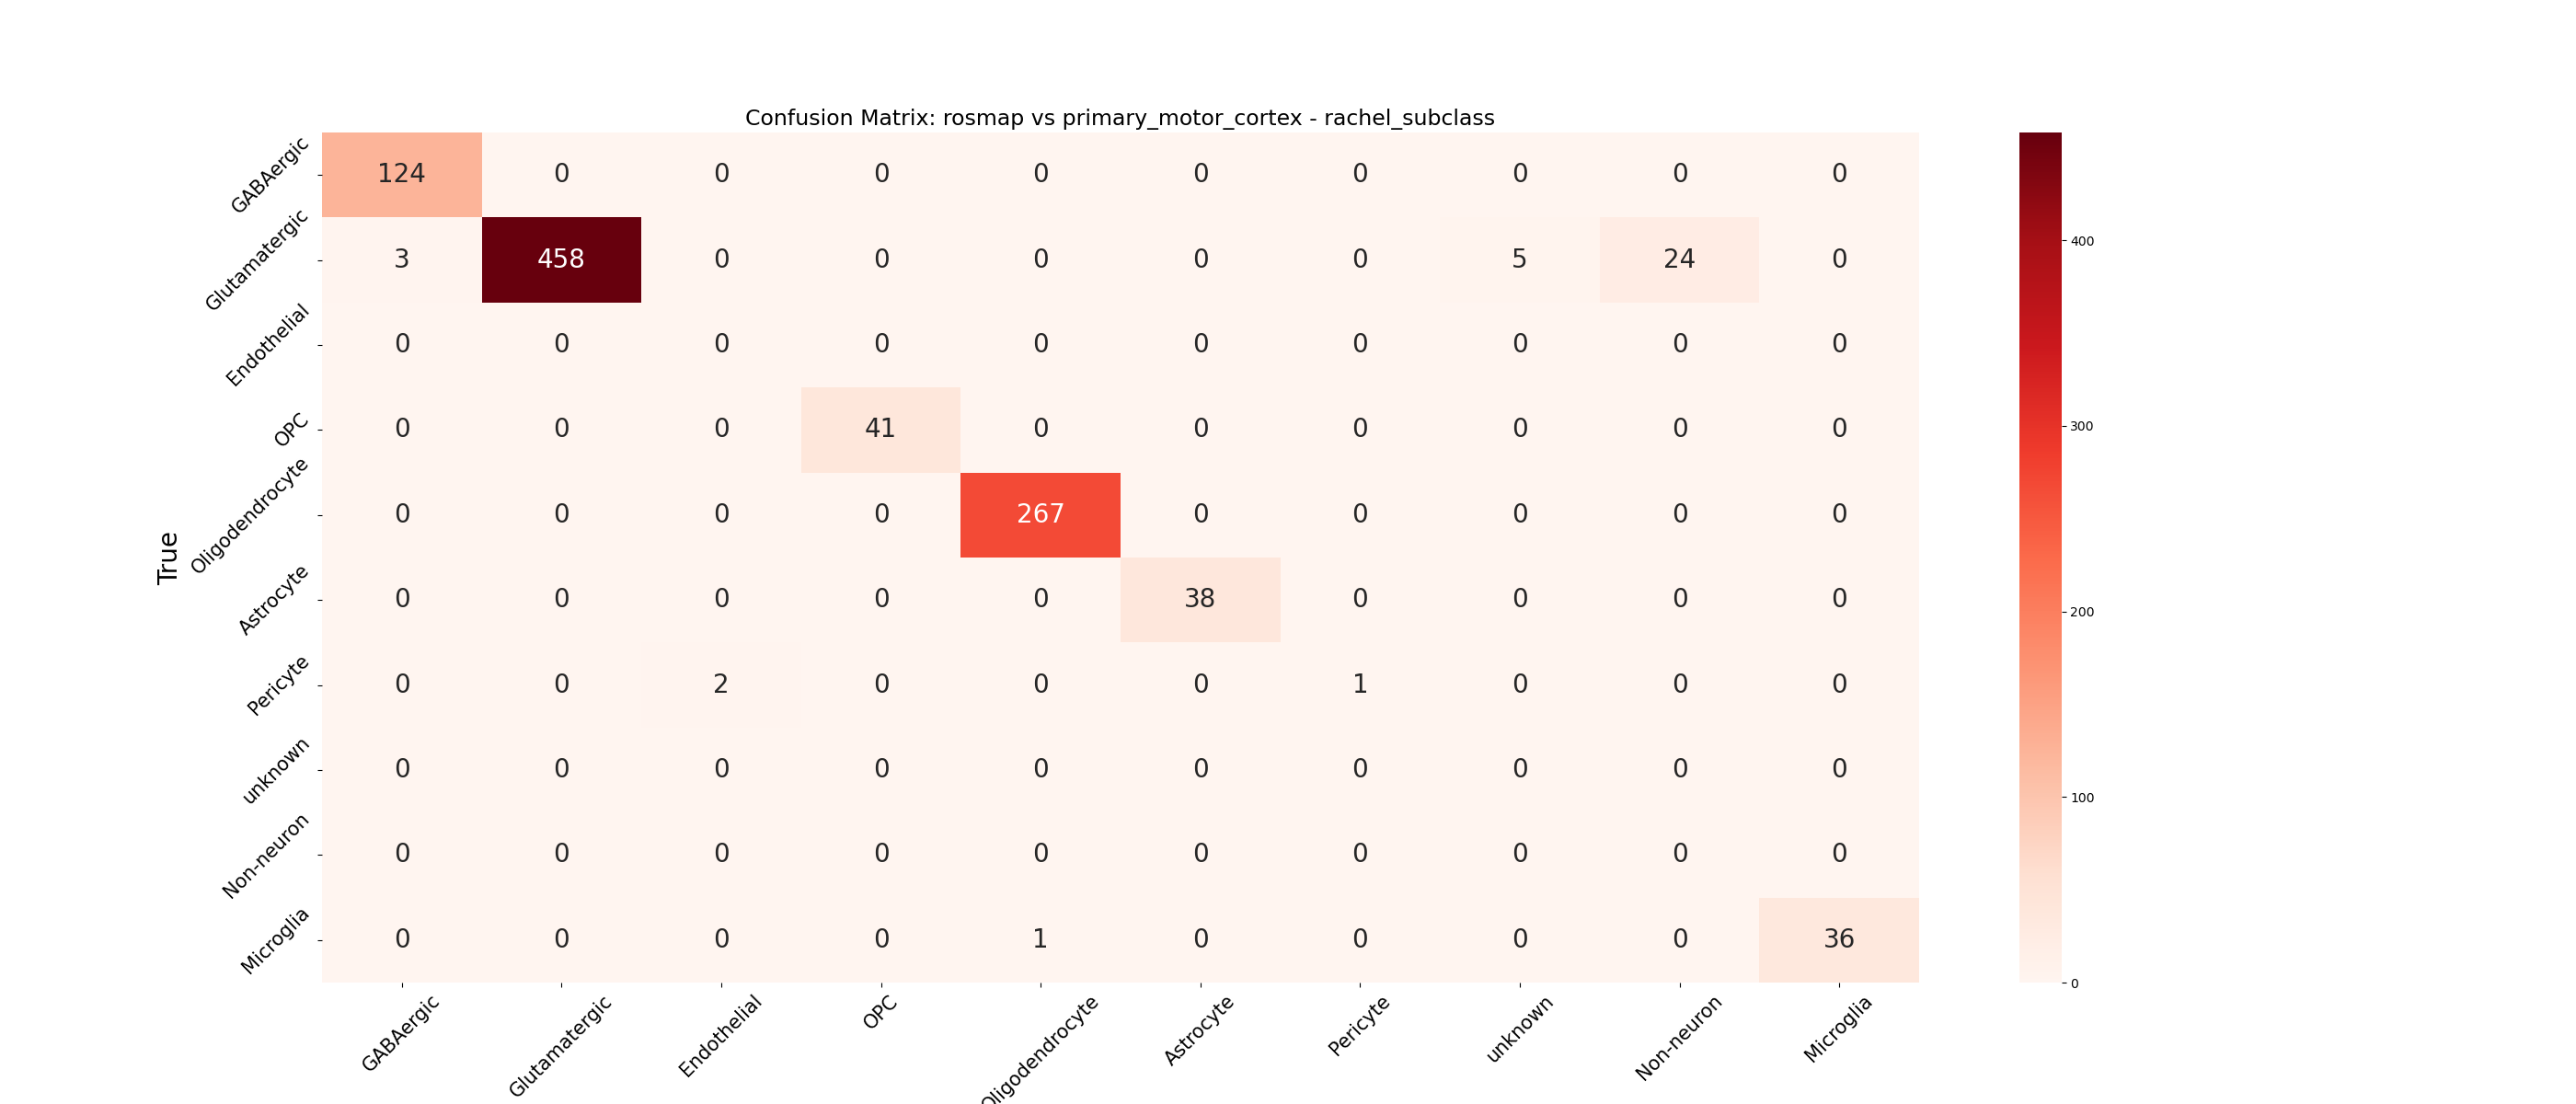 Confusion Matrix: rosmap vs primary_motor_cortex - rachel_subclass
True
GABAergic 124 0 0 0 0 0 0 0 0 0
Glutamatergic 3 458 0 0 0 0 0 5 24 0
Endothelial 0 0 0 0 0 0 0 0 0 0
OPC 0 0 0 41 0 0 0 0 0 0
Oligodendrocyte 0 0 0 0 267 0 0 0 0 0
Astrocyte 0 0 0 0 0 38 0 0 0 0
Pericyte 0 0 2 0 0 0 1 0 0 0
unknown 0 0 0 0 0 0 0 0 0 0
Non-neuron 0 0 0 0 0 0 0 0 0 0
Microglia 0 0 0 0 1 0 0 0 0 36
GABAergic Glutamatergic Endothelial OPC Oligodendrocyte Astrocyte Pericyte unknown Non-neuron Microglia
400
300
200
100
0